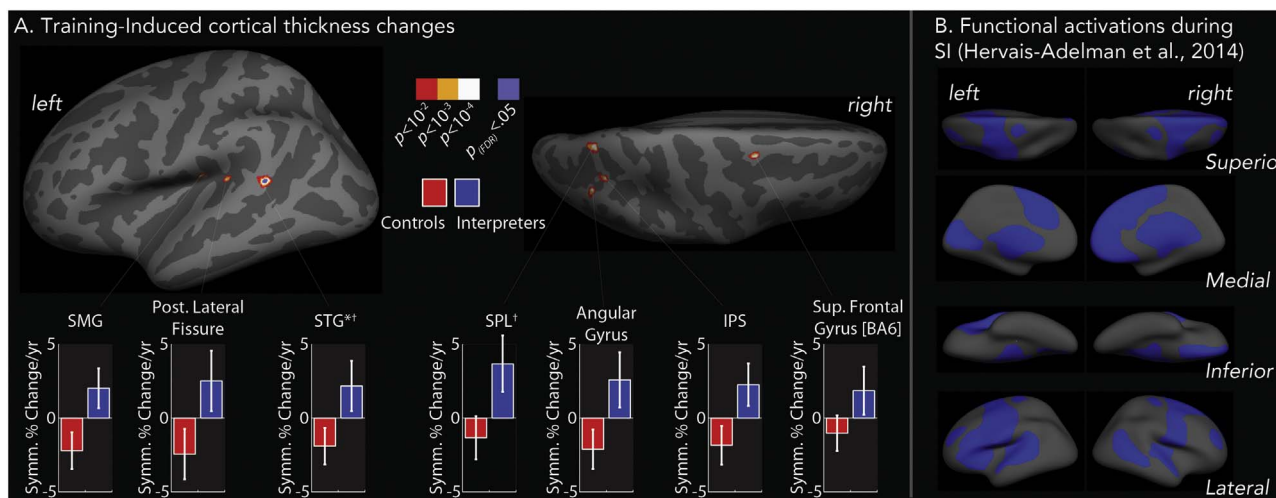 A. Training-Induced cortical thickness changes
left
p<10-2
p<10-3
p<10-4
p(FDR)<.05
right
Controls
Interpreters
SMG
Post. Lateral
Fissure
STG*†
SPL†
Angular
Gyrus
IPS
Sup. Frontal
Gyrus [BA6]
Symm. % Change/yr
5
0
-5
Symm. % Change/yr
5
0
-5
Symm. % Change/yr
5
0
-5
Symm. % Change/yr
5
0
-5
Symm. % Change/yr
5
0
-5
Symm. % Change/yr
5
0
-5
Symm. % Change/yr
5
0
-5
B. Functional activations during
SI (Hervais-Adelman et al., 2014)
left
right
Superio
Medial
Inferior
Lateral